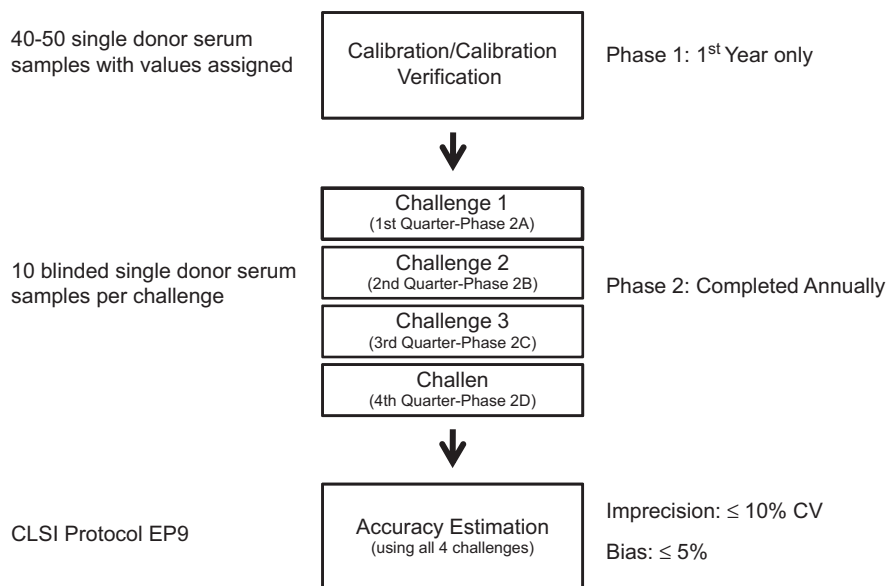 40-50 single donor serum
samples with values assigned
Calibration/Calibration
Verification
Phase 1: 1st Year only
Challenge 1
(1st Quarter-Phase 2A)
Challenge 2
(2nd Quarter-Phase 2B)
10 blinded single donor serum
samples per challenge
Phase 2: Completed Annually
Challenge 3
(3rd Quarter-Phase 2C)
Challen
(4th Quarter-Phase 2D)
CLSI Protocol EP9
Accuracy Estimation
(using all 4 challenges)
Imprecision: ≤ 10% CV
Bias: ≤ 5%